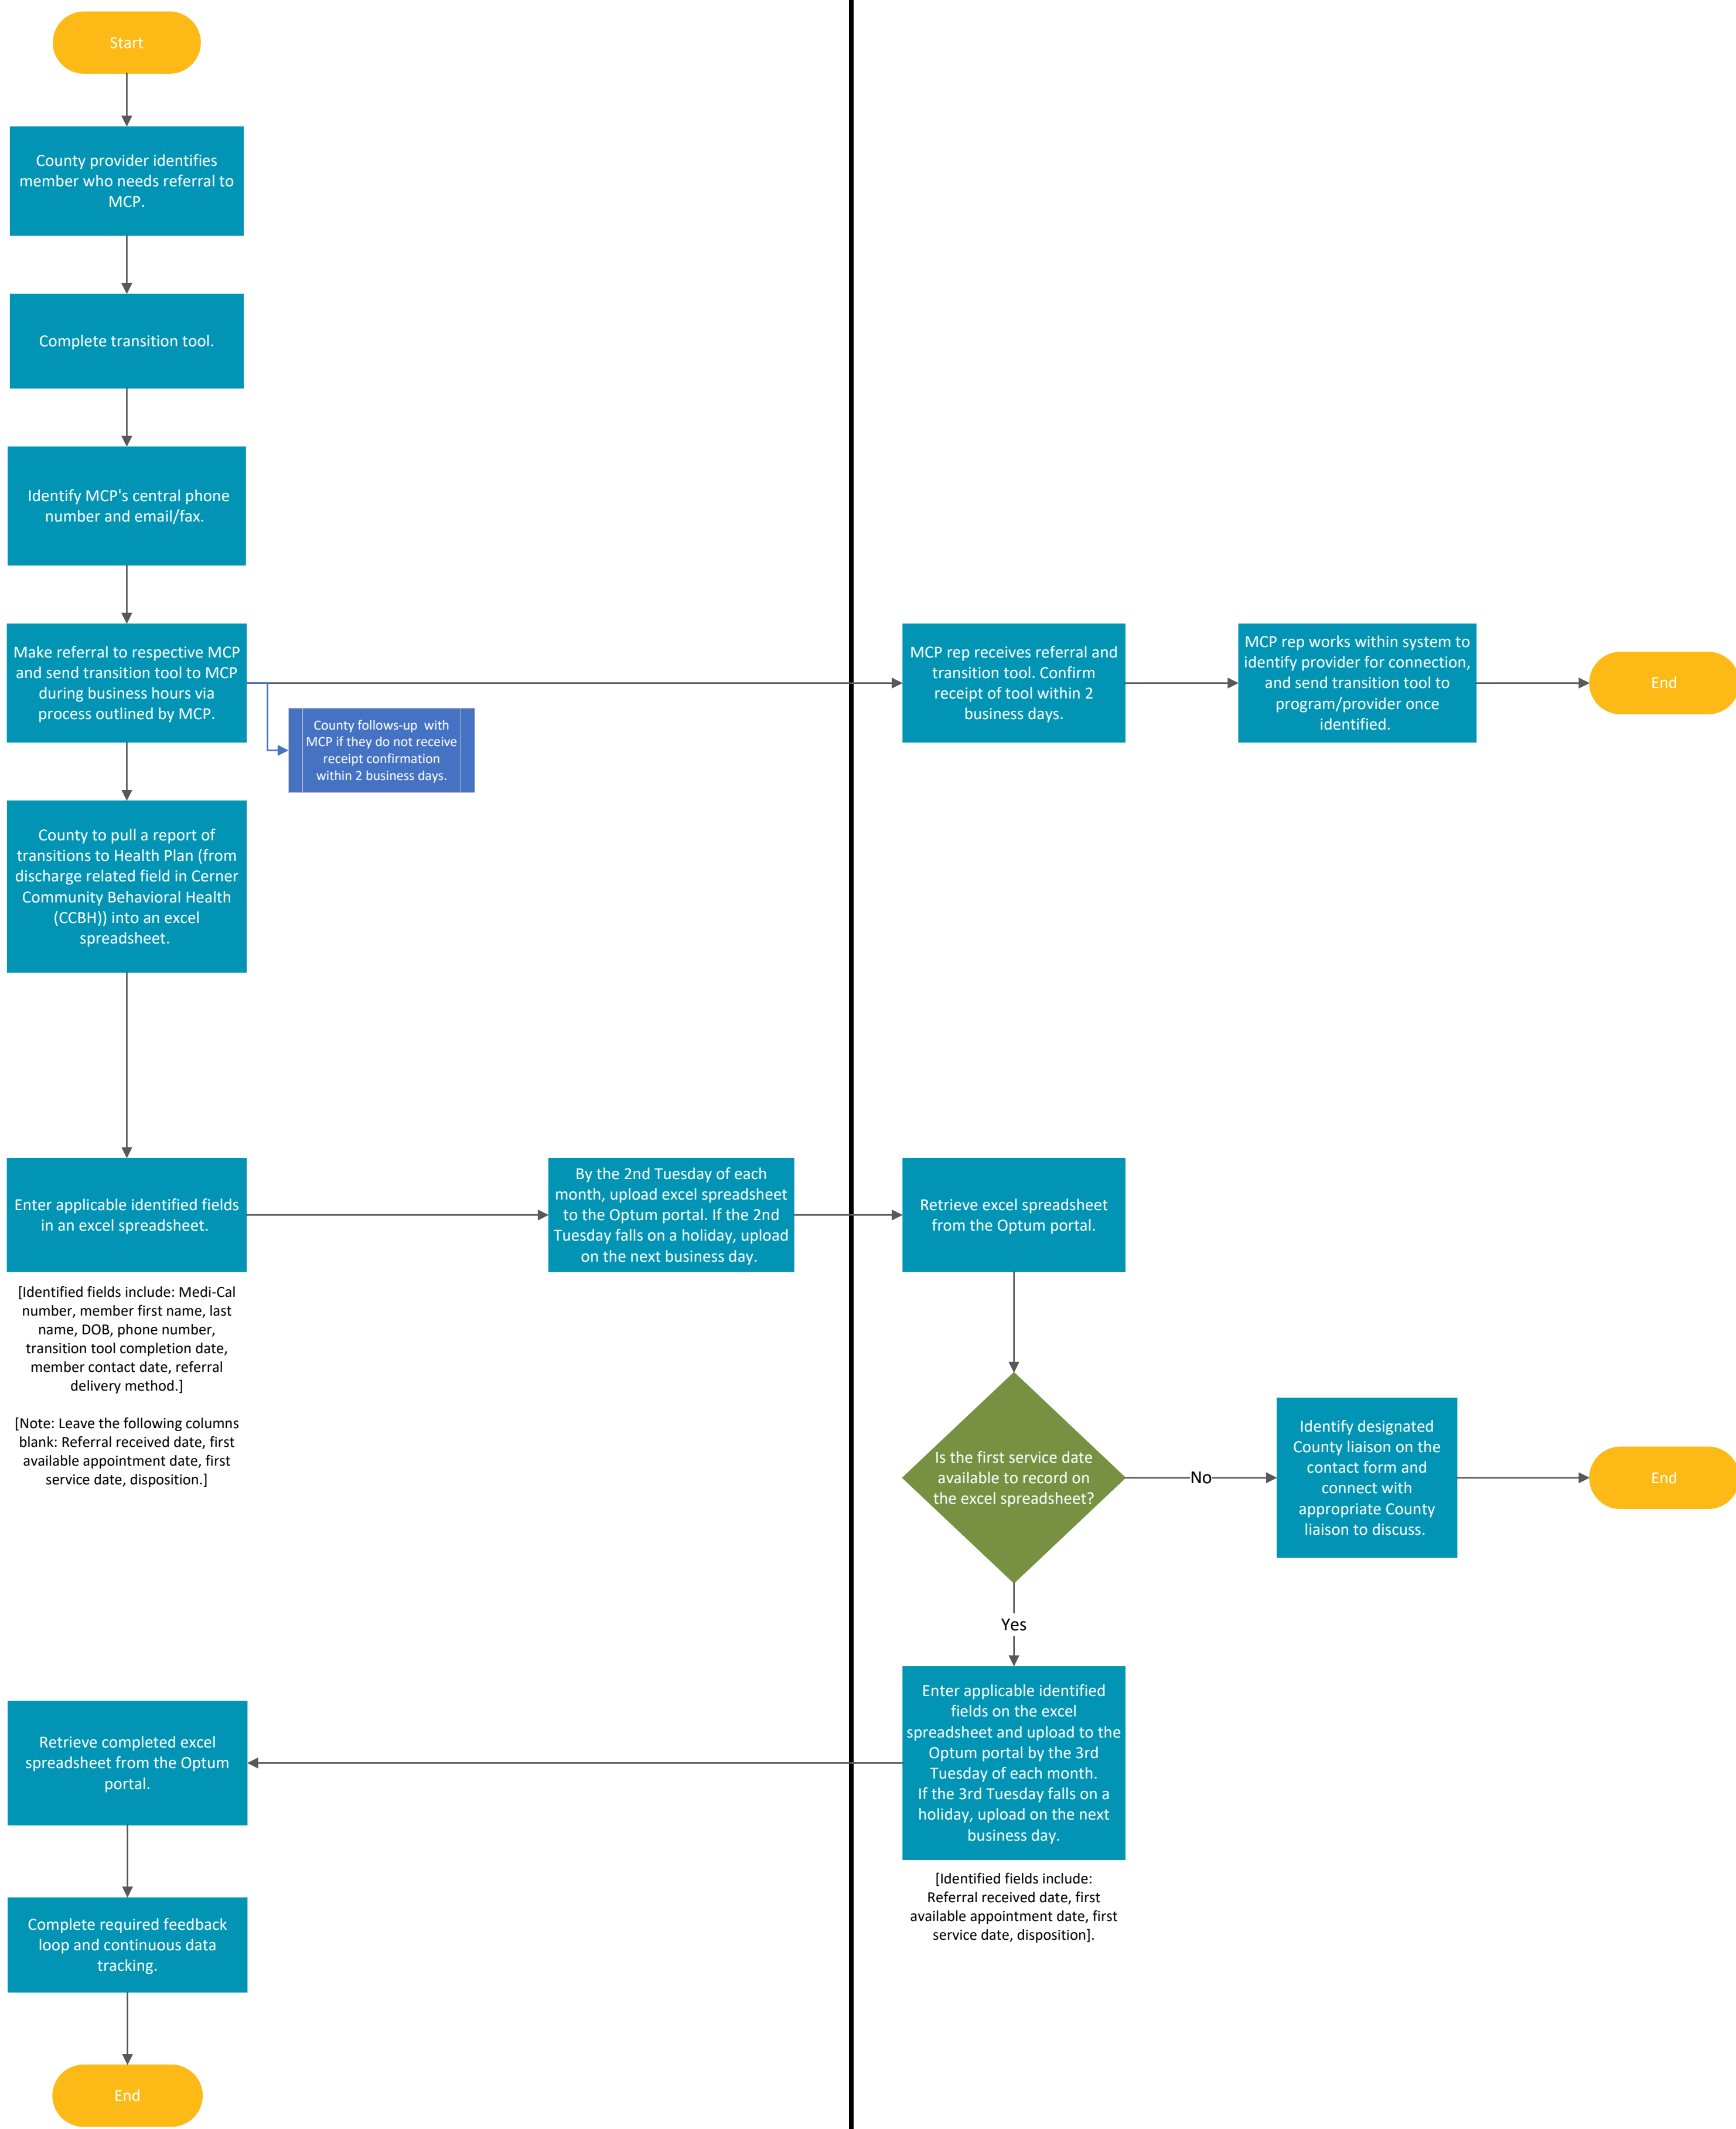 Start
County provider identifies
member who needs referral to
MCP.
Complete transition tool.
Identify MCP's central phone
number and email/fax.
Make referral to respective MCP
and send transition tool to MCP
during business hours via
process outlined by MCP.
County follows-up with
MCP if they do not receive
receipt confirmation
within 2 business days.
MCP rep receives referral and
transition tool. Confirm
receipt of tool within 2
business days.
MCP rep works within system to
identify provider for connection,
and send transition tool to
program/provider once
identified.
End
County to pull a report of
transitions to Health Plan (from
discharge related field in Cerner
Community Behavioral Health
(CCBH)) into an excel
spreadsheet.
Enter applicable identified fields
in an excel spreadsheet.
[Identified fields include: Medi-Cal
number, member first name, last
name, DOB, phone number,
transition tool completion date,
member contact date, referral
delivery method.]
[Note: Leave the following columns
blank: Referral received date, first
available appointment date, first
service date, disposition.]
By the 2nd Tuesday of each
month, upload excel spreadsheet
to the Optum portal. If the 2nd
Tuesday falls on a holiday, upload
on the next business day.
Retrieve excel spreadsheet
from the Optum portal.
Is the first service date
available to record on
the excel spreadsheet?
No
Identify designated
County liaison on the
contact form and
connect with
appropriate County
liaison to discuss.
End
Yes
Enter applicable identified
fields on the excel
spreadsheet and upload to the
Optum portal by the 3rd
Tuesday of each month.
If the 3rd Tuesday falls on a
holiday, upload on the next
business day.
[Identified fields include:
Referral received date, first
available appointment date, first
service date, disposition].
Retrieve completed excel
spreadsheet from the Optum
portal.
Complete required feedback
loop and continuous data
tracking.
End